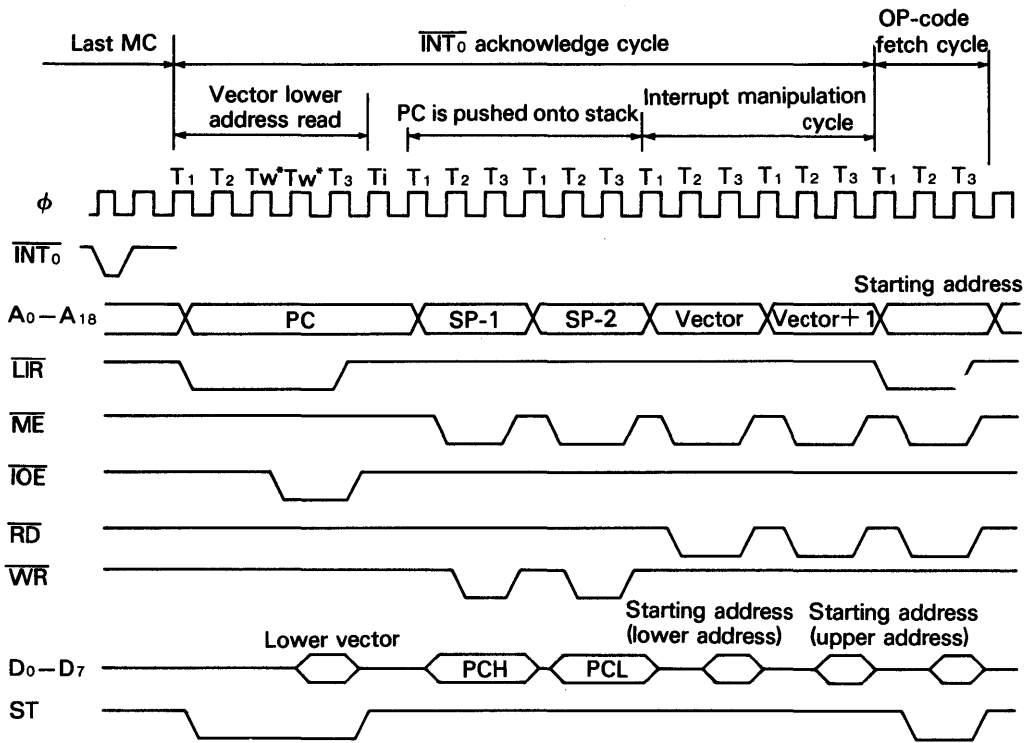 Last MC
INT₀ acknowledge cycle
OP-code
fetch cycle
Vector lower
address read
PC is pushed onto stack
Interrupt manipulation
cycle
T₁ T₂ Tw* Tw* T₃ Ti T₁ T₂ T₃ T₁ T₂ T₃ T₁ T₂ T₃ T₁ T₂ T₃ T₁ T₂ T₃
ϕ
INT₀
Starting address
A₀–A₁₈ PC SP-1 SP-2 Vector Vector+1
LIR
ME
IOE
RD
WR
Lower vector
Starting address
(lower address)
Starting address
(upper address)
D₀–D₇ PCH PCL
ST